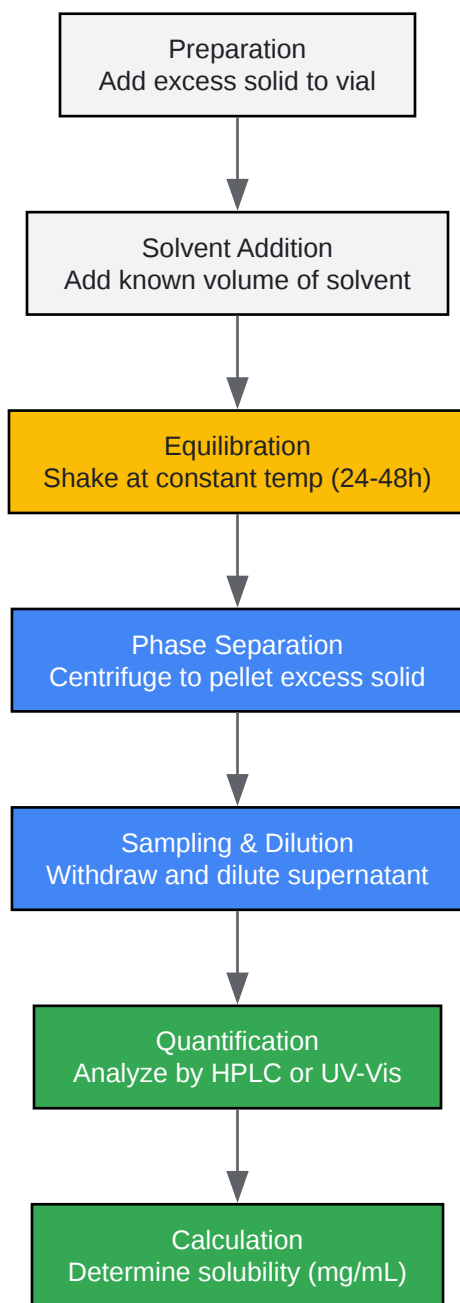 Preparation
Add excess solid to vial
Solvent Addition
Add known volume of solvent
Equilibration
Shake at constant temp (24-48h)
Phase Separation
Centrifuge to pellet excess solid
Sampling & Dilution
Withdraw and dilute supernatant
Quantification
Analyze by HPLC or UV-Vis
Calculation
Determine solubility (mg/mL)